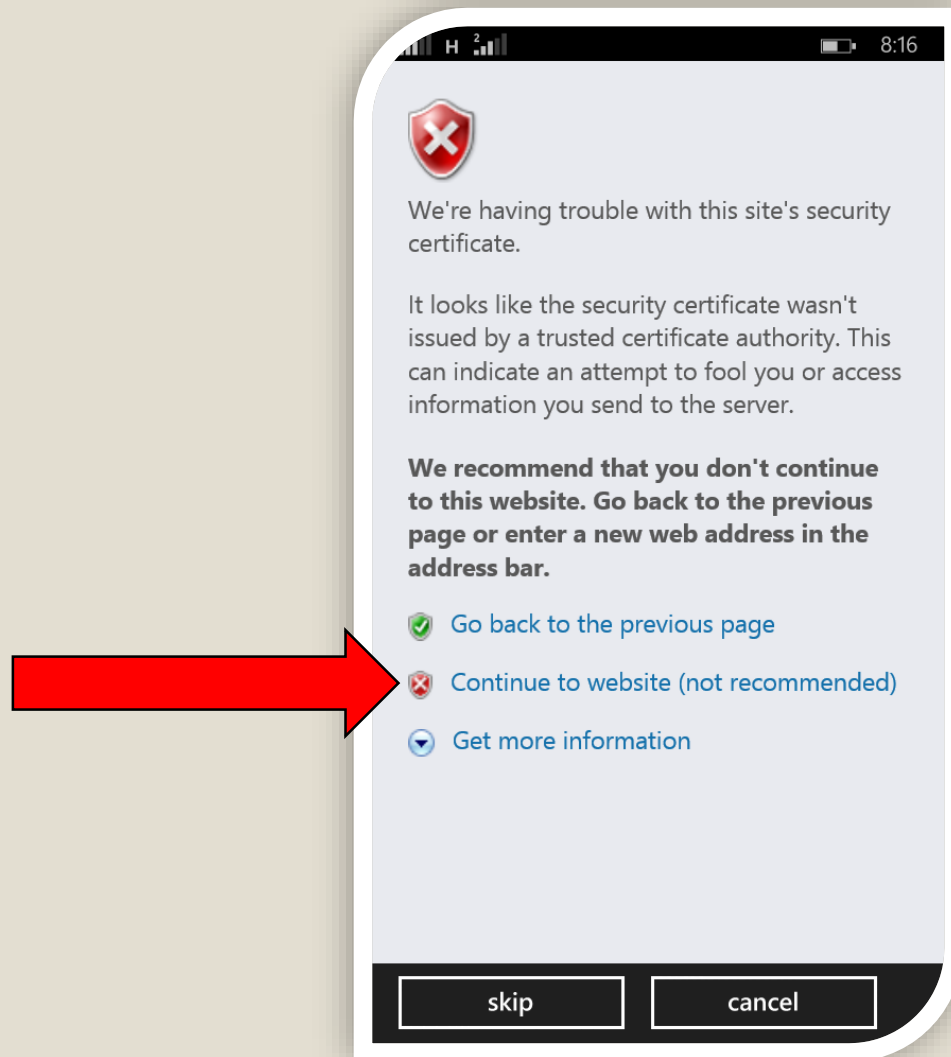 H 2 8:16
We're having trouble with this site's security
certificate.
It looks like the security certificate wasn't
issued by a trusted certificate authority. This
can indicate an attempt to fool you or access
information you send to the server.
We recommend that you don't continue
to this website. Go back to the previous
page or enter a new web address in the
address bar.
Go back to the previous page
Continue to website (not recommended)
Get more information
skip cancel